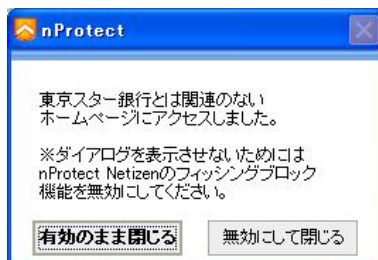 nProtect
東京スター銀行とは関連のない
ホームページにアクセスしました。
※ダイアログを表示させないためには
nProtect Netizenのフィッシングブロック
機能を無効にしてください。
有効のまま閉じる
無効にして閉じる